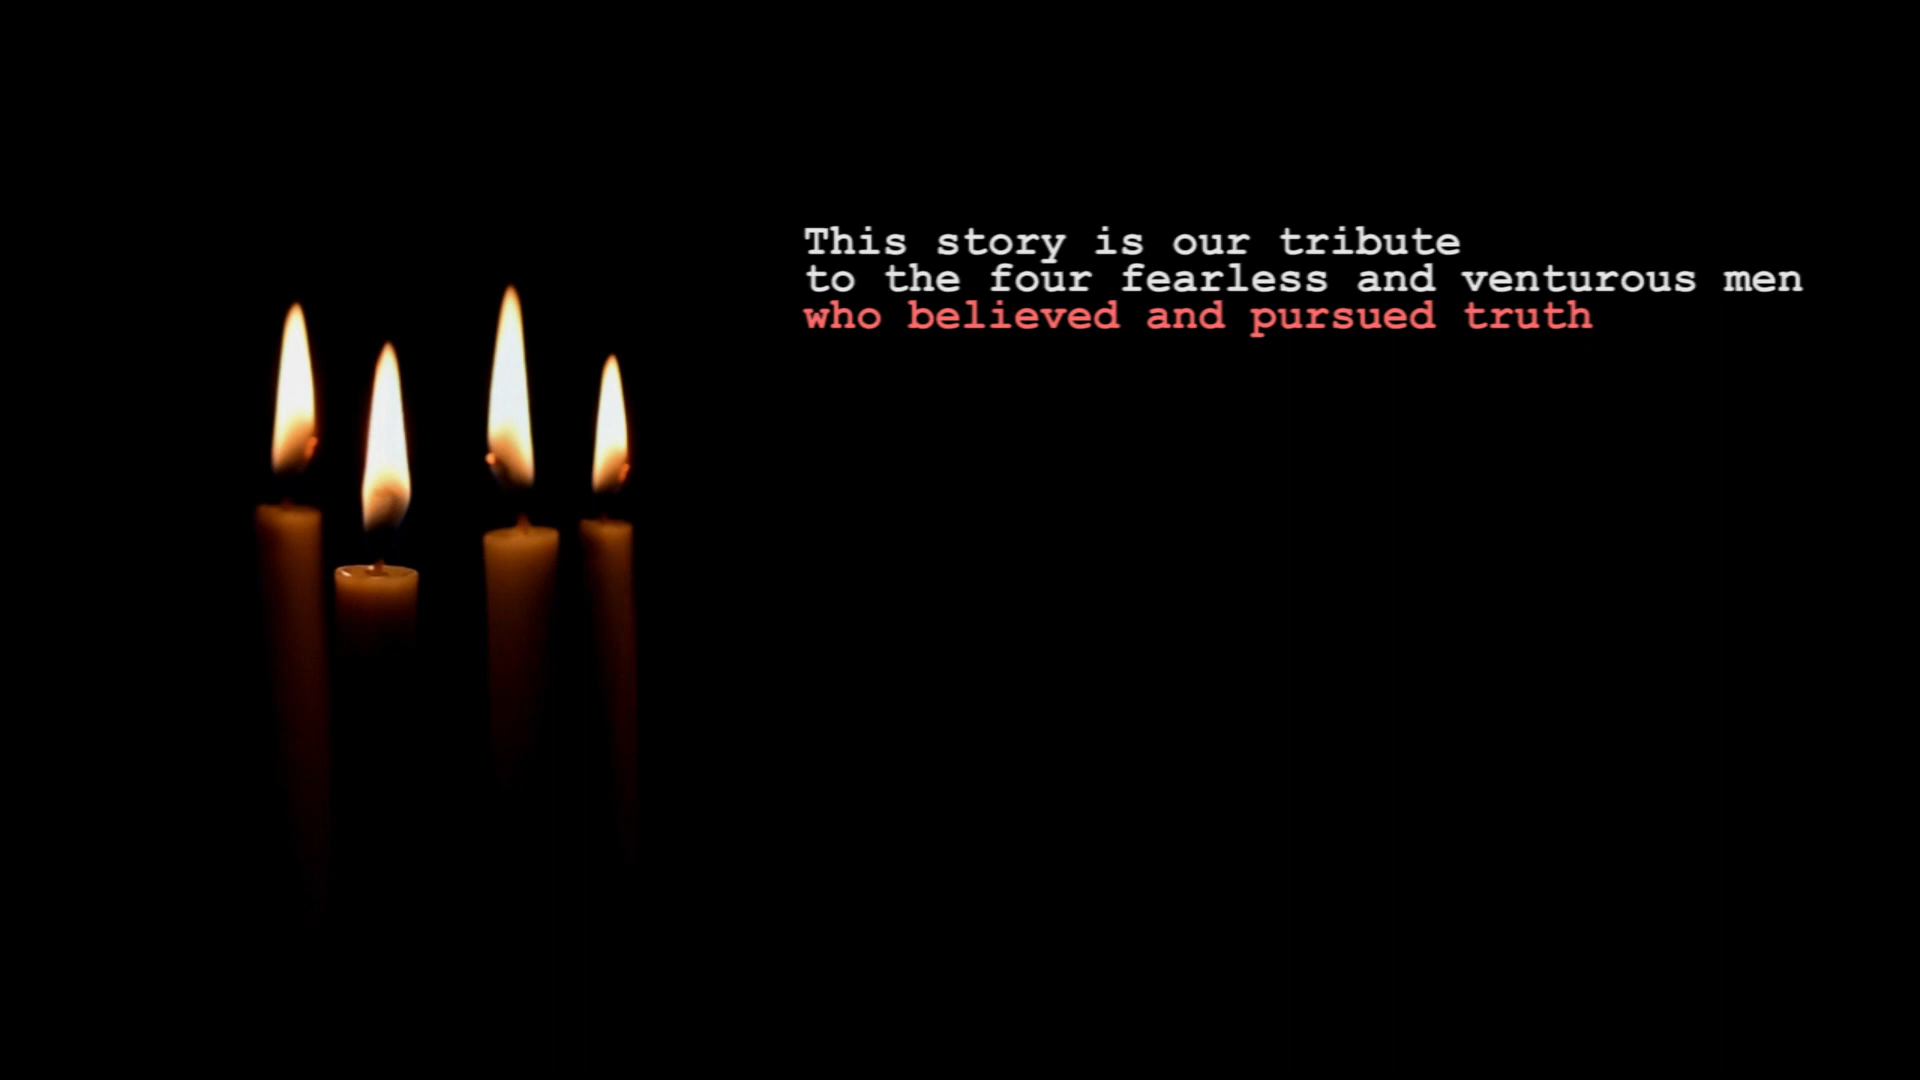 This story is our tribute
to the four fearless and venturous men
who believed and pursued truth